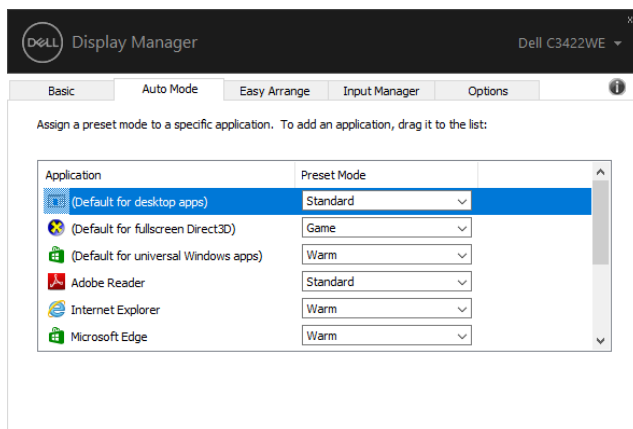 DELL Display Manager Dell C3422WE
Basic Auto Mode Easy Arrange Input Manager Options
Assign a preset mode to a specific application. To add an application, drag it to the list:
Application Preset Mode
(Default for desktop apps) Standard
(Default for fullscreen Direct3D) Game
(Default for universal Windows apps) Warm
Adobe Reader Standard
Internet Explorer Warm
Microsoft Edge Warm